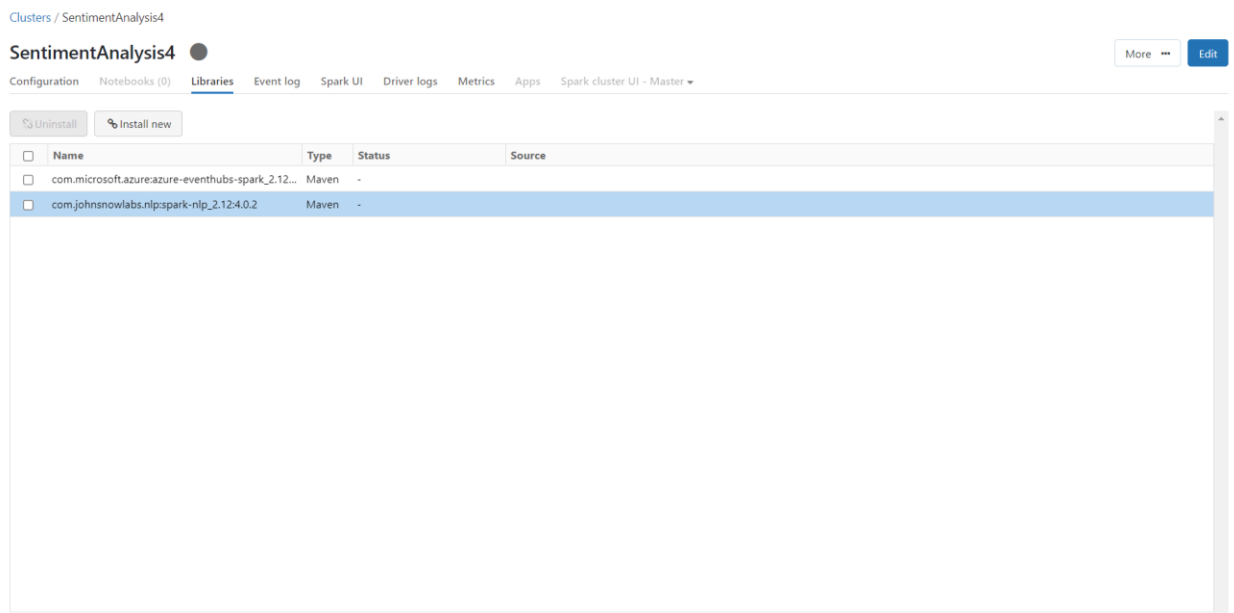 Clusters / SentimentAnalysis4
SentimentAnalysis4
More ••• Edit
Configuration Notebooks (0) Libraries Event log Spark UI Driver logs Metrics Apps Spark cluster UI - Master
Uninstall Install new
Name Type Status Source
com.microsoft.azure:azure-eventhubs-spark_2.12... Maven -
com.johnsnowlabs.nlp:spark-nlp_2.12:4.0.2 Maven -